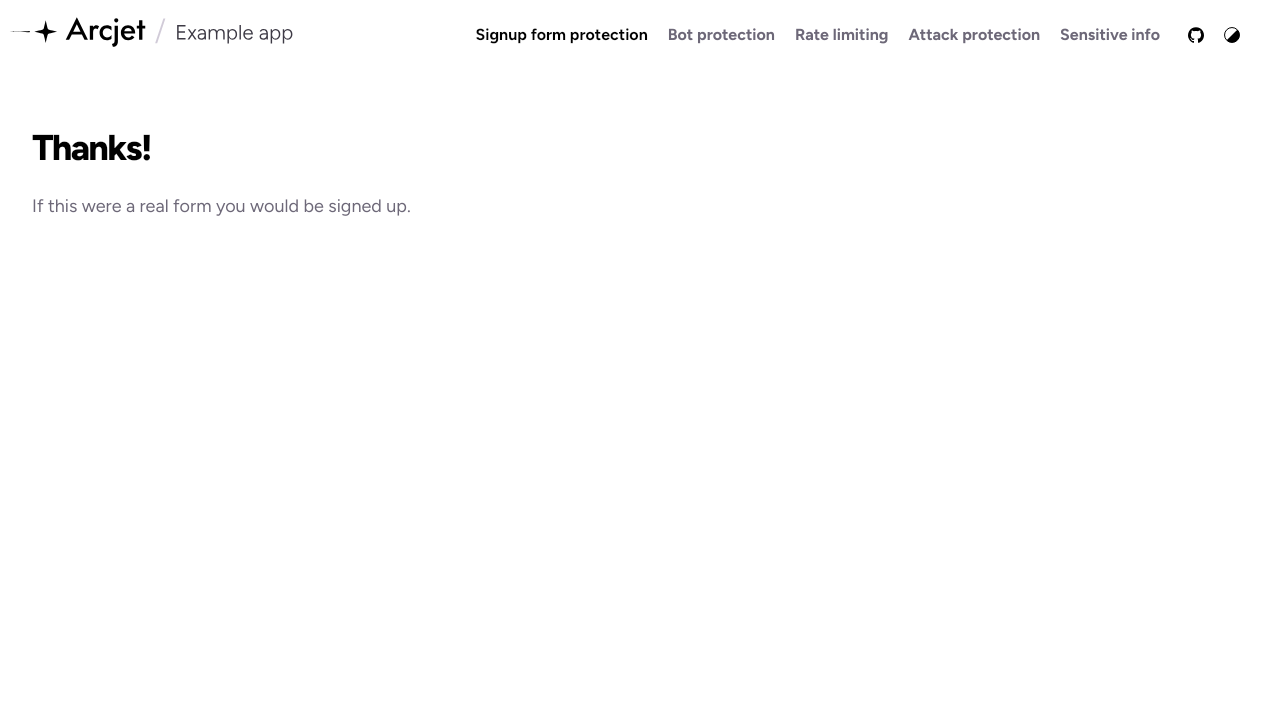 Arcjet / Example app
Signup form protection Bot protection Rate limiting Attack protection Sensitive info
Thanks!
If this were a real form you would be signed up.